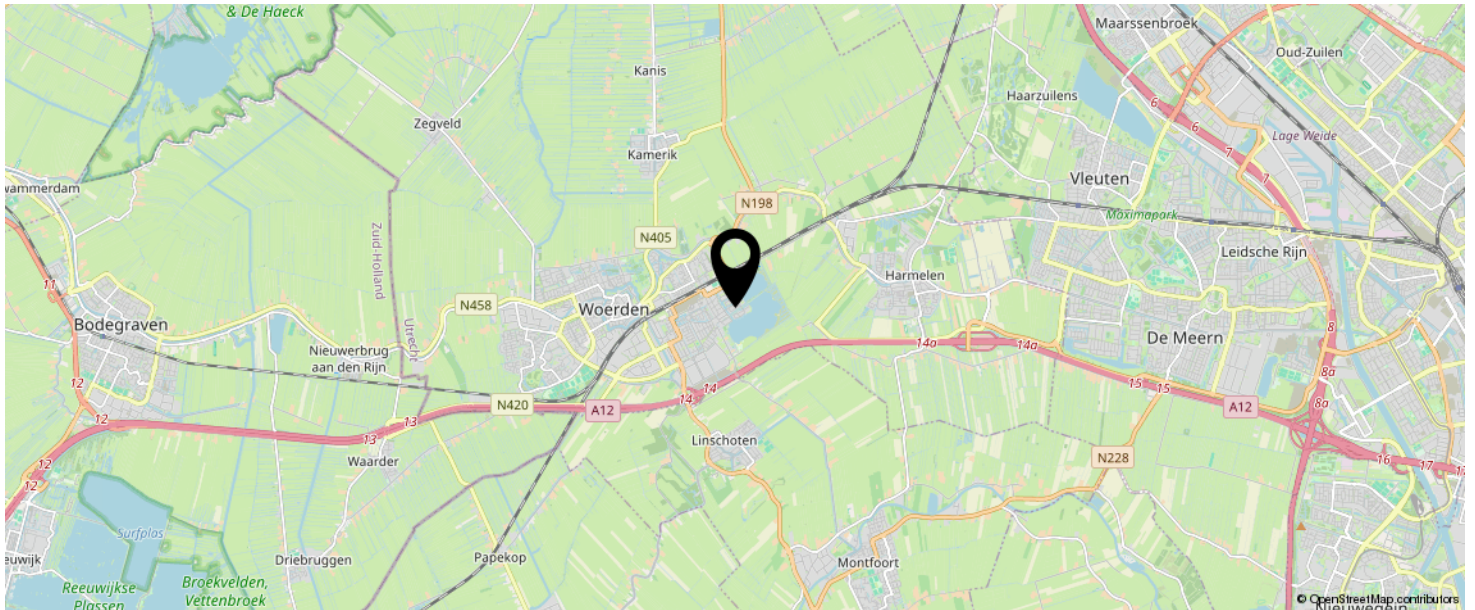 & De Haeck
Maarssenbroek
Oud-Zuilen
Kanis
Haarzuilens
6
6
Zegveld
Lage Weide
7
Kamerik
7
Vleuten
wammerdam
N198
Maximapark
Zuid-Holland
N405
Leidsche Rijn
Harmelen
11
N458
Woerden
Bodegraven
Utrecht
8
De Meern
14a
14a
Nieuwerbrug
aan den Rijn
8a
12
14
15
15
14
8a
N420
A12
A12
12
13
13
Linschoten
N228
16
17
12
Waarder
12
Surfplas
euwijk
Driebruggen
Papekop
Montfoort
Reeuwijkse
Plassen
Broekvelden,
Vettenbroek
© OpenStreetMap contributors
Nieuwegein